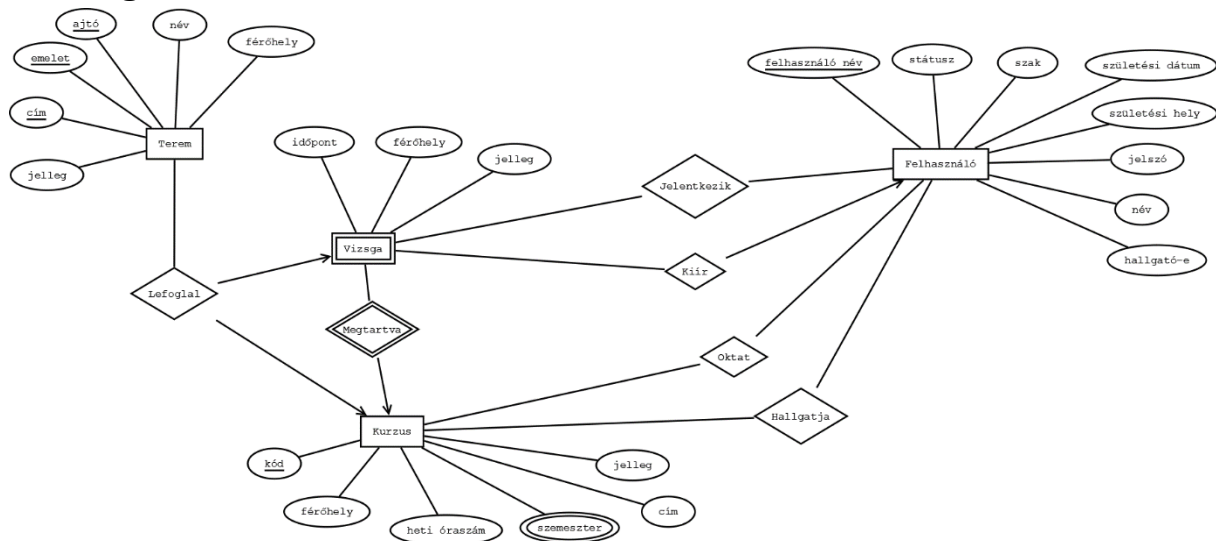 ajtó
név
férőhely
emelet
cím
jelleg
Terem
felhasználó név
státusz
szak
születési dátum
születési hely
jelszó
név
hallgató-e
Felhasználó
időpont
férőhely
jelleg
Vizsga
Jelentkezik
Kiír
Lefoglal
Megtartva
Oktat
Hallgatja
Kurzus
kód
férőhely
heti óraszám
szemeszter
cím
jelleg